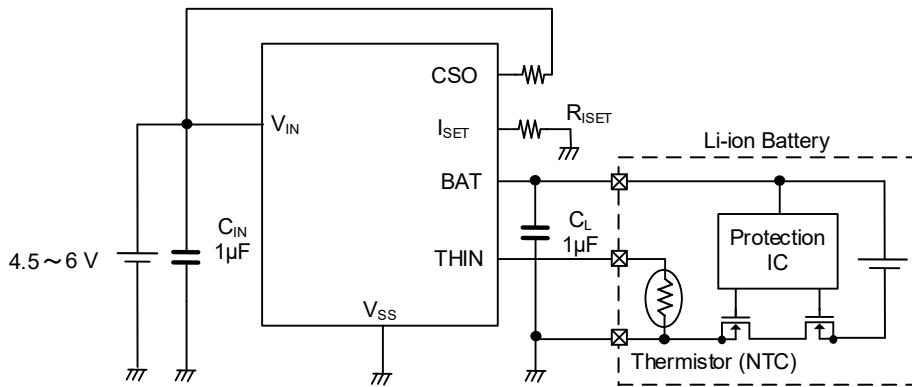 CSO
R_ISET
V_IN
I_SET
Li-ion Battery
BAT
C_IN
1µF
C_L
1µF
Protection
IC
4.5～6 V
THIN
V_SS
Thermistor (NTC)